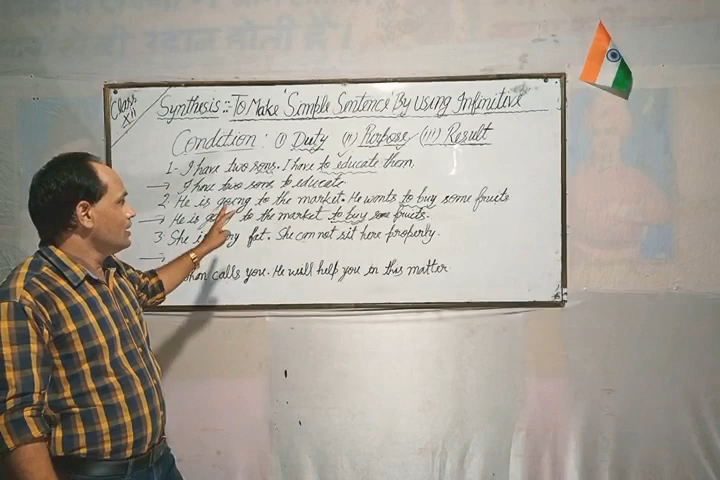 Class XII
Synthesis :- To Make 'Simple Sentence' By Using Infinitive
Condition : (i) Duty (ii) Purpose (iii) Result
1- I have two sons. I have to educate them.
→ I have two sons to educate
2. He is going to the market. He wants to buy some fruits
→ He is to the market to buy some fruits.
3. She is fat. She can not sit here properly.
→
calls you. He will help you in this matter.